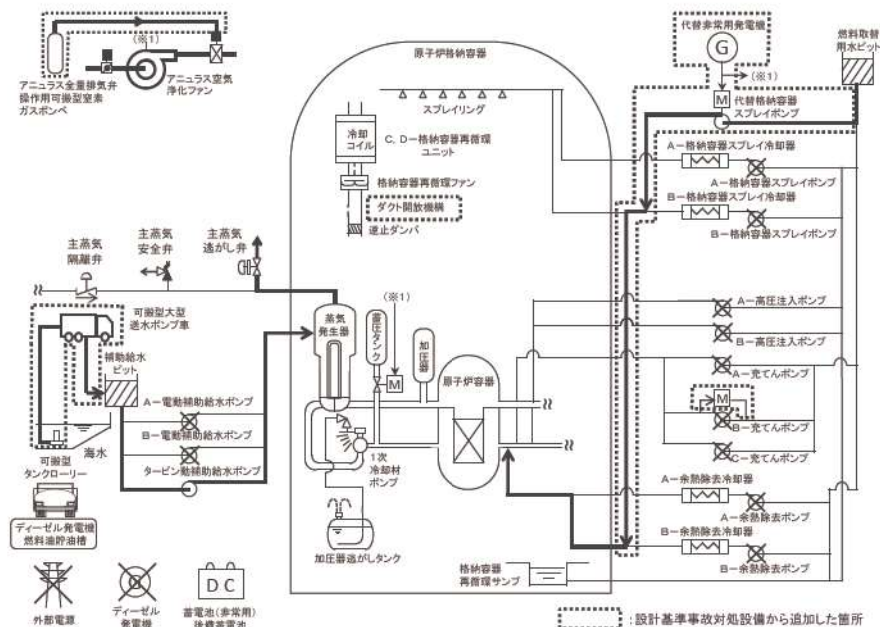 (※1)
アニュラス全量排気弁
操作用可搬型窒素
ガスボンベ
アニュラス空気
浄化ファン
原子炉格納容器
スプレイリング
冷却
コイル
C, D-格納容器再循環
ユニット
格納容器再循環ファン
ダクト開放機構
逆止ダンパ
代替非常用発電機
G
(※1)
M
代替格納容器
スプレイポンプ
燃料取替
用水ピット
A-格納容器スプレイ冷却器
A-格納容器スプレイポンプ
B-格納容器スプレイ冷却器
B-格納容器スプレイポンプ
主蒸気
隔離弁
主蒸気
安全弁
主蒸気
逃がし弁
可搬型大型
送水ポンプ車
補助給水
ピット
A-電動補助給水ポンプ
B-電動補助給水ポンプ
タービン動補助給水ポンプ
海水
可搬型
タンクローリー
ディーゼル発電機
燃料油貯油槽
蒸気
発生器
(※1)
蓄圧タンク
M
加圧器
原子炉容器
1次
冷却材
ポンプ
加圧器逃がしタンク
A-高圧注入ポンプ
B-高圧注入ポンプ
A-充てんポンプ
M
B-充てんポンプ
C-充てんポンプ
A-余熱除去冷却器
A-余熱除去ポンプ
B-余熱除去冷却器
B-余熱除去ポンプ
格納容器
再循環サンプ
外部電源
ディーゼル
発電機
DC
蓄電池(非常用)
後備蓄電池
:設計基準事故対処設備から追加した箇所